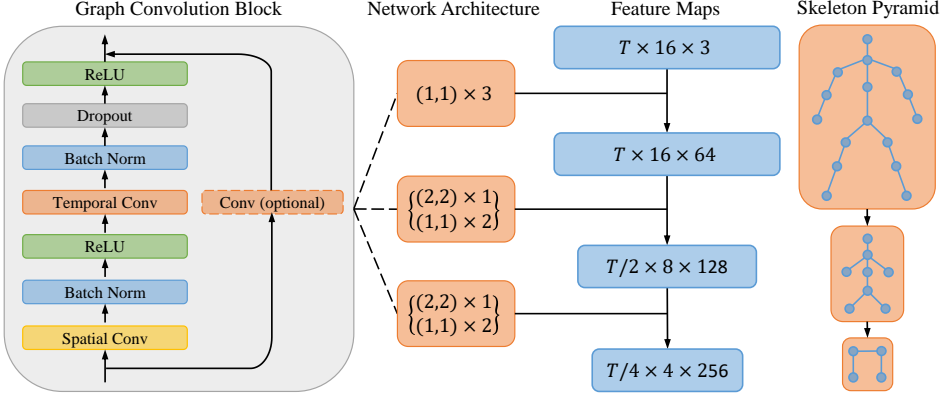 Graph Convolution Block
ReLU
Dropout
Batch Norm
Temporal Conv
Conv (optional)
ReLU
Batch Norm
Spatial Conv
Network Architecture
(1,1) × 3
{(2,2) × 1}
{(1,1) × 2}
{(2,2) × 1}
{(1,1) × 2}
Feature Maps
T × 16 × 3
T × 16 × 64
T/2 × 8 × 128
T/4 × 4 × 256
Skeleton Pyramid